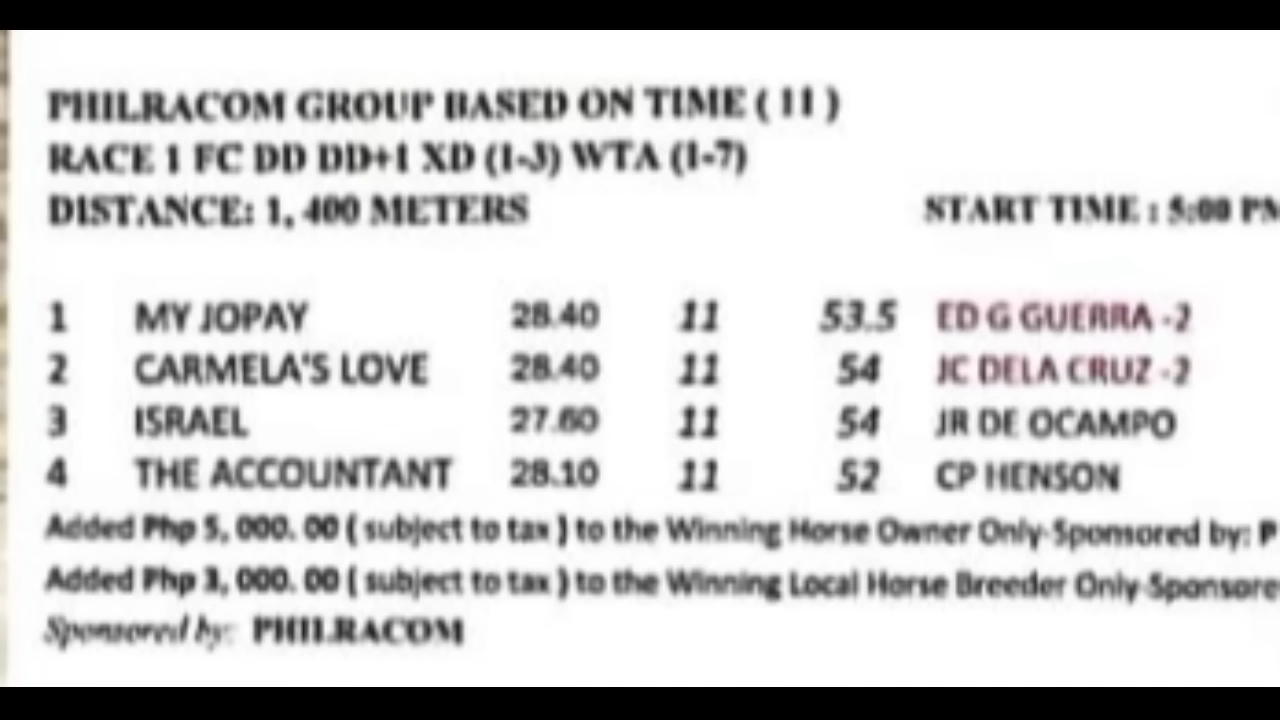 PHILRACOM GROUP BASED ON TIME ( 11 )
RACE 1 FC DD DD+1 XD (1-3) WTA (1-7)
DISTANCE: 1, 400 METERS START TIME : 5:00 PM
1 MY JOPAY 28.40 11 53.5 ED G GUERRA -2
2 CARMELA'S LOVE 28.40 11 54 JC DELA CRUZ -2
3 ISRAEL 27.60 11 54 JR DE OCAMPO
4 THE ACCOUNTANT 28.10 11 52 CP HENSON
Added Php 5, 000. 00 ( subject to tax ) to the Winning Horse Owner Only-Sponsored by: P
Added Php 3, 000. 00 ( subject to tax ) to the Winning Local Horse Breeder Only-Sponsore
Sponsored by: PHILRACOM